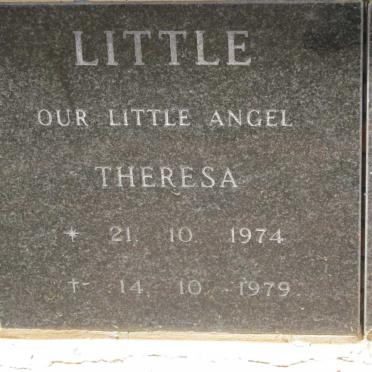 LITTLE
OUR LITTLE ANGEL
THERESA
* 21. 10. 1974
† 14. 10. 1979